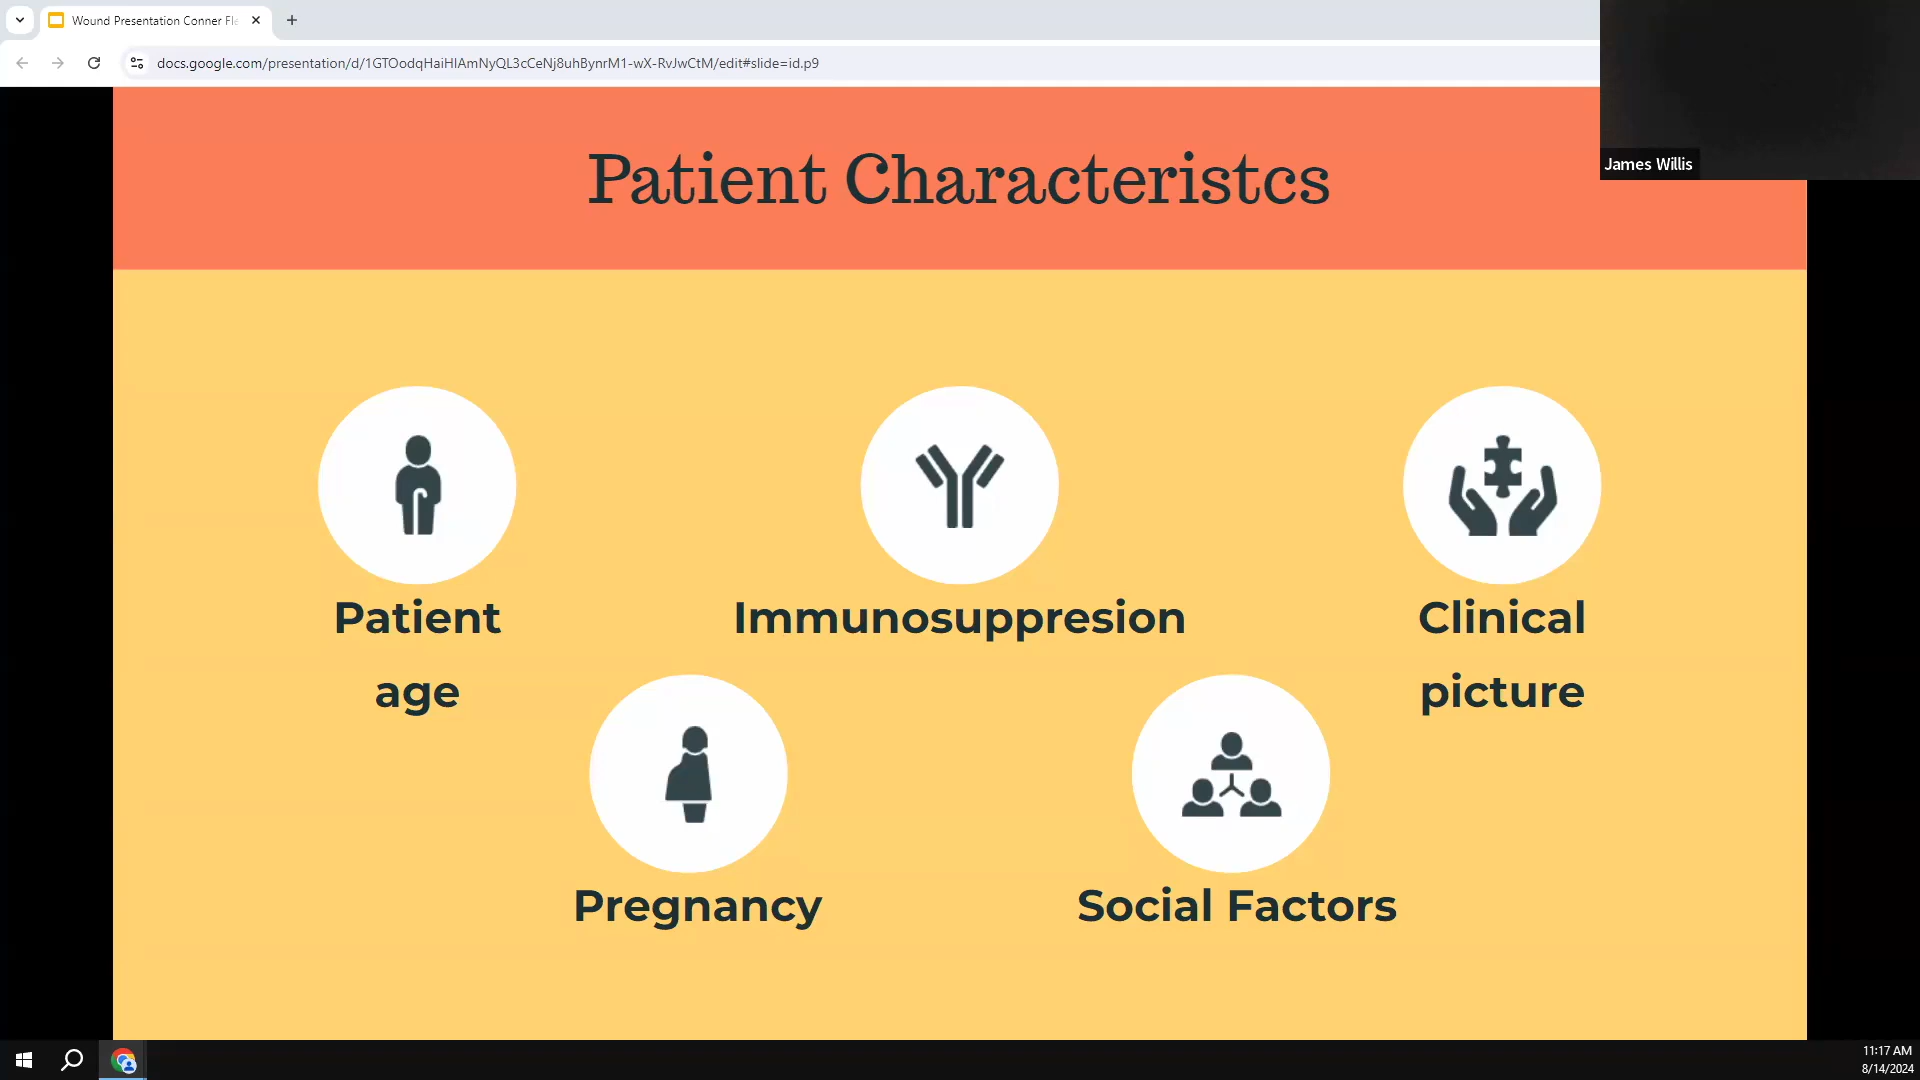 Wound Presentation Conner Fle
docs.google.com/presentation/d/1GTOodqHaiHIAmNyQL3cCeNj8uhBynrM1-wX-RvJwCtM/edit#slide=id.p9
James Willis
Patient Characteristcs
Patient
age
Immunosuppresion
Clinical
picture
Pregnancy
Social Factors
11:17 AM
8/14/2024